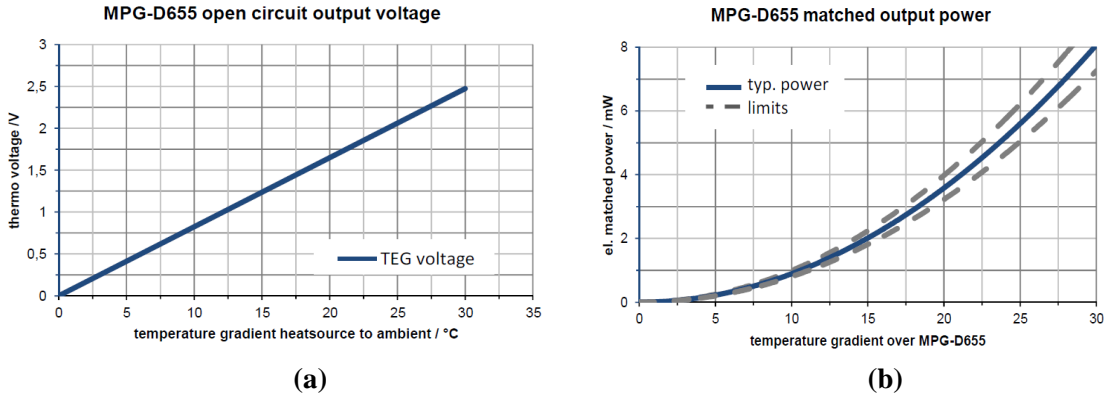 MPG-D655 open circuit output voltage
3
2,5
2
1,5
1
0,5
0
thermo voltage /V
TEG voltage
0 5 10 15 20 25 30 35
temperature gradient heatsource to ambient / °C
(a)
MPG-D655 matched output power
8
6
4
2
0
el. matched power / mW
typ. power
limits
0 5 10 15 20 25 30
temperature gradient over MPG-D655
(b)